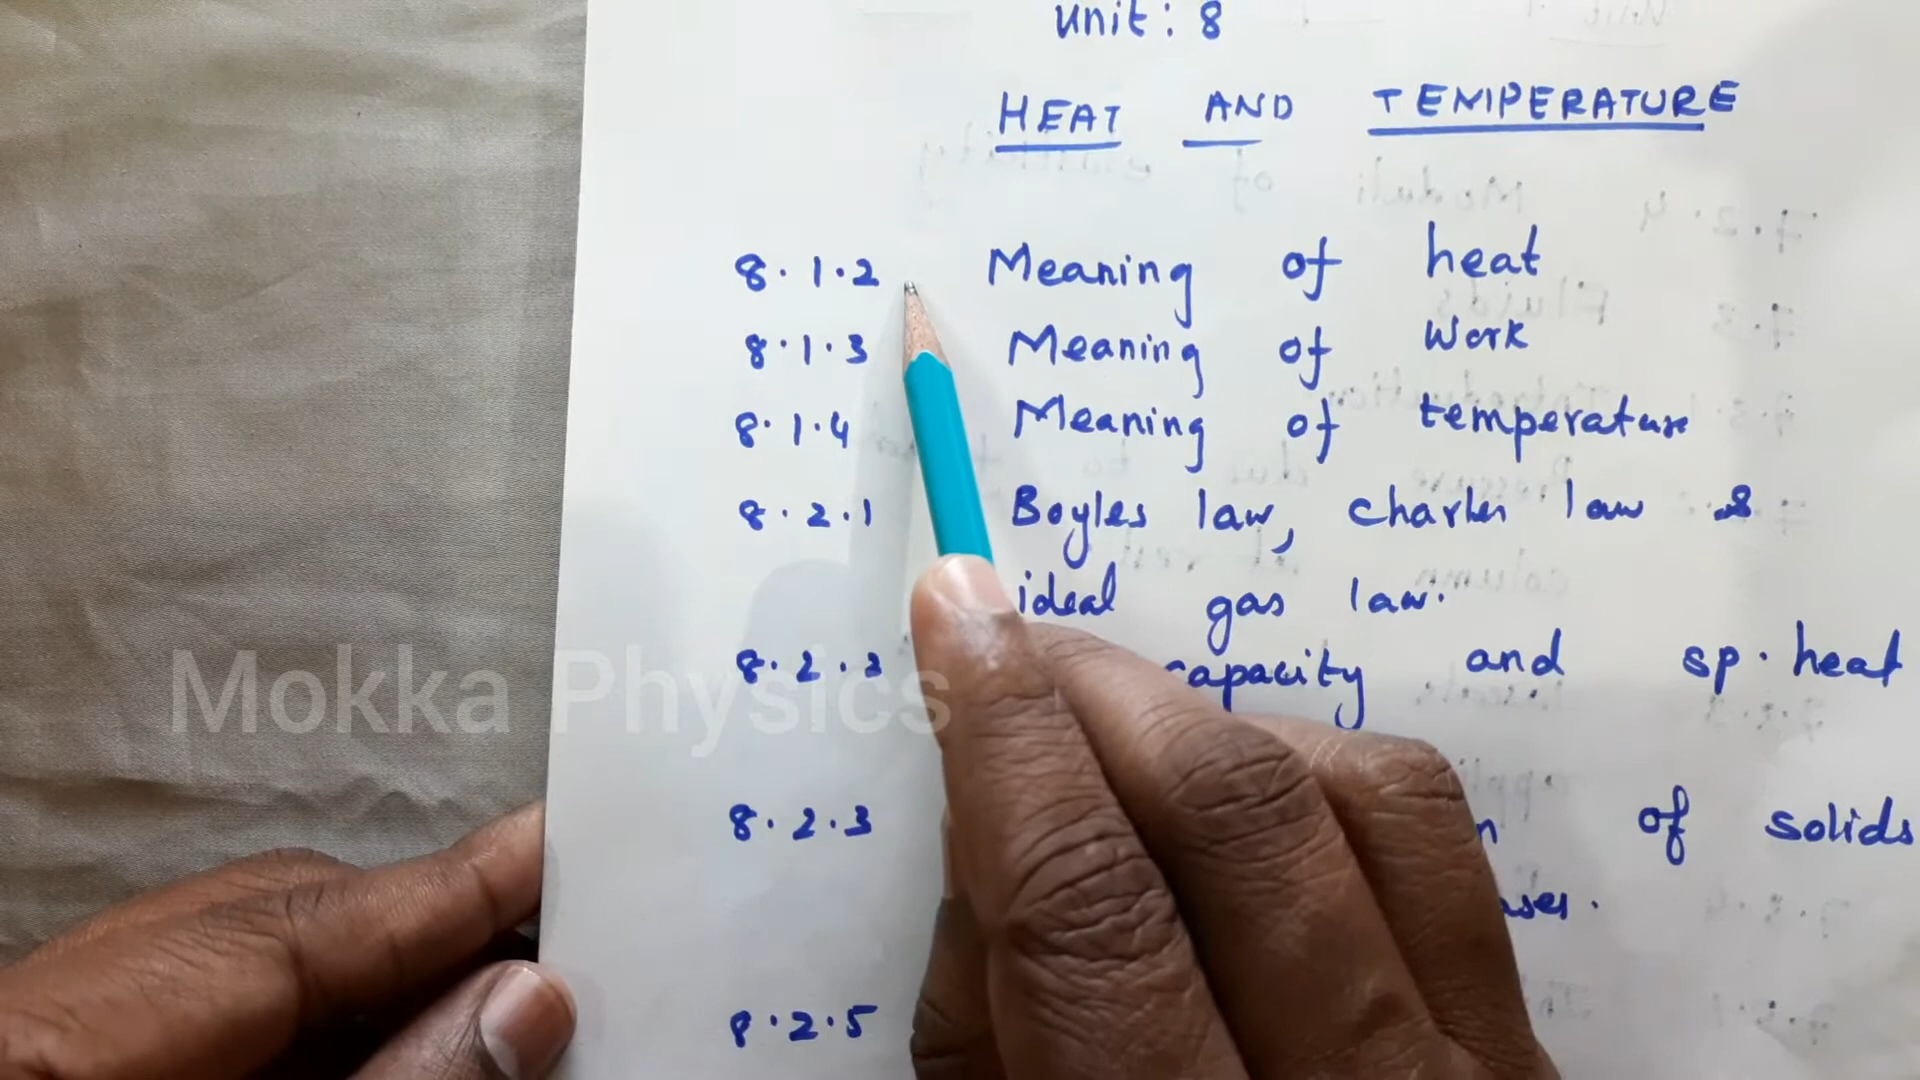 unit: 8
HEAT AND TEMPERATURE
8.1.2 Meaning of heat
8.1.3 Meaning of Work
8.1.4 Meaning of temperature
8.2.1 Boyles law, charles law &
ideal gas law.
8.2.2 capacity and sp. heat
8.2.3 of solids
8.2.5
Mokka Physics